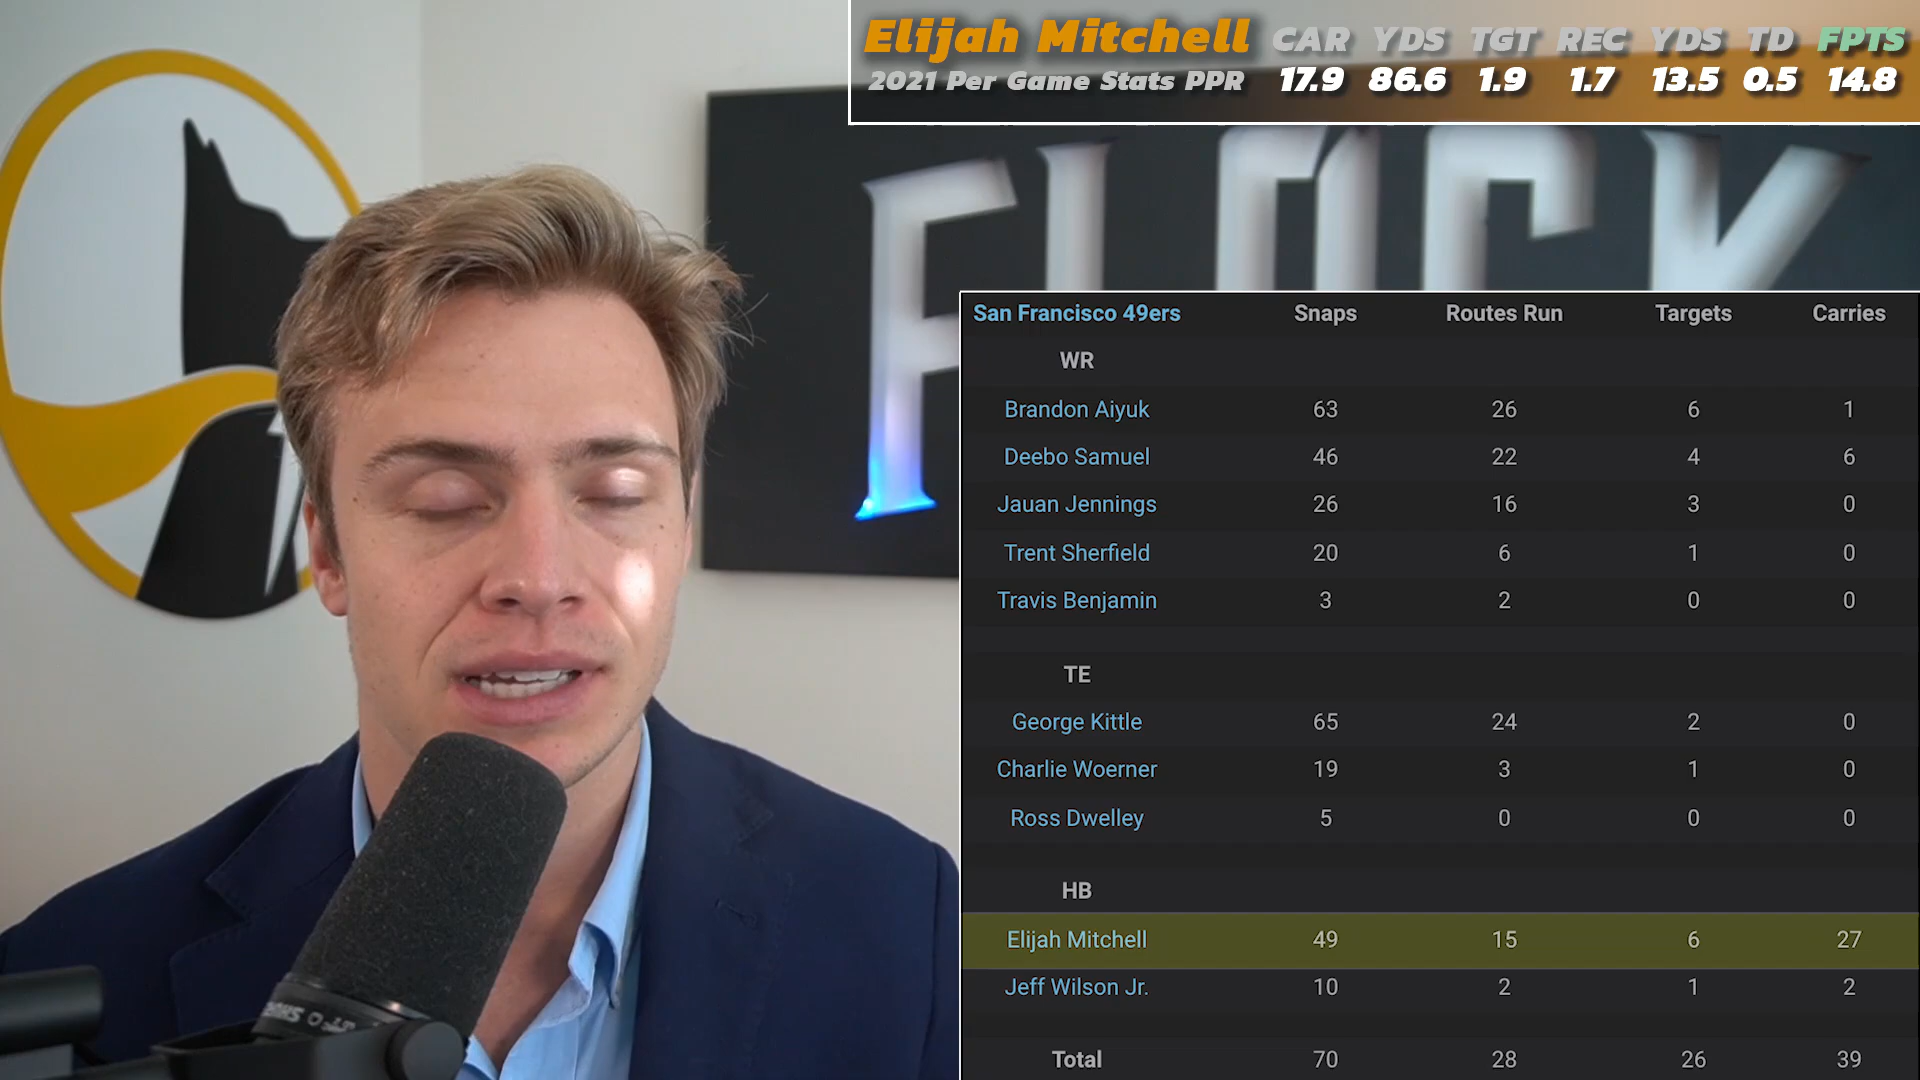 Elijah Mitchell CAR YDS TGT REC YDS TD FPTS
2021 Per Game Stats PPR 17.9 86.6 1.9 1.7 13.5 0.5 14.8
FLOCK
San Francisco 49ers Snaps Routes Run Targets Carries
WR
Brandon Aiyuk 63 26 6 1
Deebo Samuel 46 22 4 6
Jauan Jennings 26 16 3 0
Trent Sherfield 20 6 1 0
Travis Benjamin 3 2 0 0
TE
George Kittle 65 24 2 0
Charlie Woerner 19 3 1 0
Ross Dwelley 5 0 0 0
HB
Elijah Mitchell 49 15 6 27
Jeff Wilson Jr. 10 2 1 2
Total 70 28 26 39